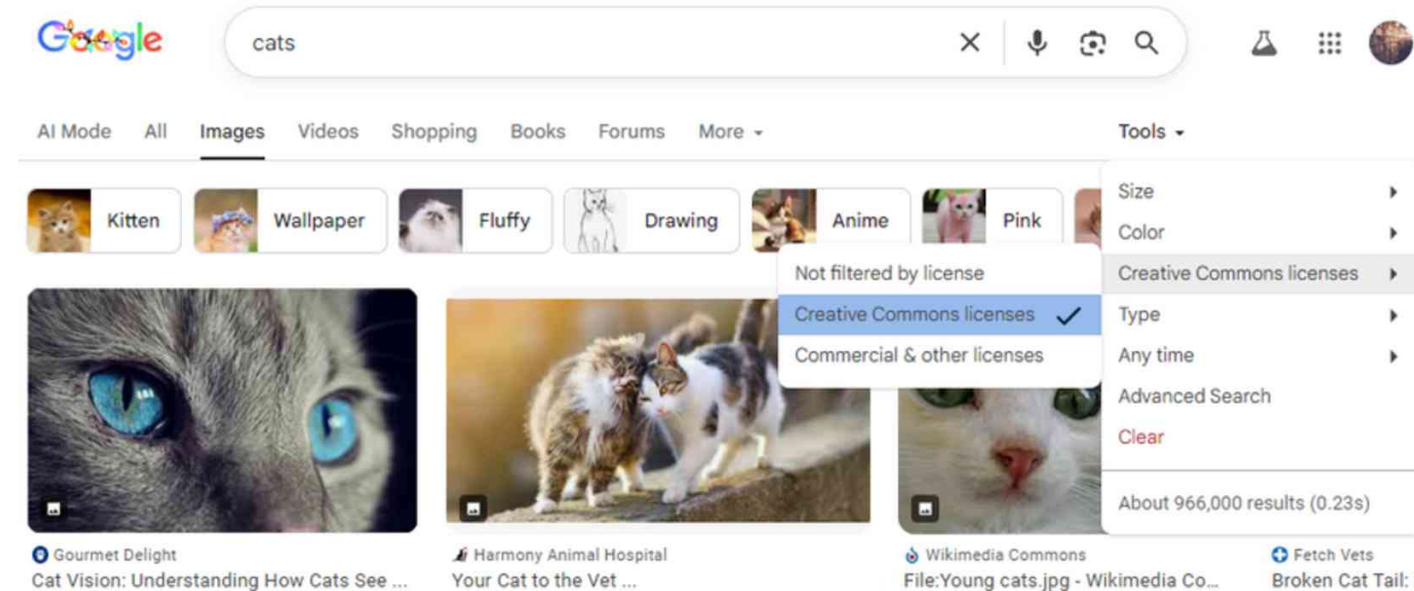 Google
cats
AI Mode All Images Videos Shopping Books Forums More Tools
Kitten Wallpaper Fluffy Drawing Anime Pink
Size
Color
Creative Commons licenses
Type
Any time
Advanced Search
Clear
About 966,000 results (0.23s)
Not filtered by license
Creative Commons licenses
Commercial & other licenses
Gourmet Delight
Cat Vision: Understanding How Cats See ...
Harmony Animal Hospital
Your Cat to the Vet ...
Wikimedia Commons
File:Young cats.jpg - Wikimedia Co...
Fetch Vets
Broken Cat Tail: